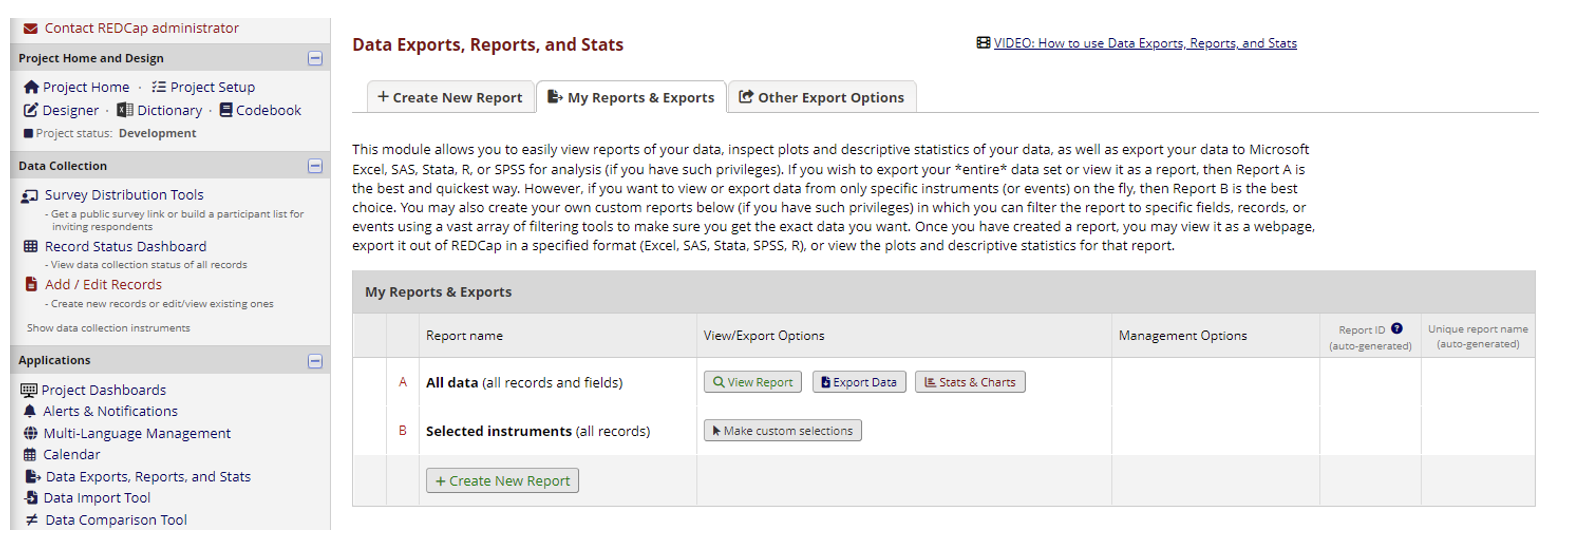 Contact REDCap administrator
Project Home and Design
Project Home · Project Setup
Designer · Dictionary · Codebook
Project status: Development
Data Collection
Survey Distribution Tools
- Get a public survey link or build a participant list for
inviting respondents
Record Status Dashboard
- View data collection status of all records
Add / Edit Records
- Create new records or edit/view existing ones
Show data collection instruments
Applications
Project Dashboards
Alerts & Notifications
Multi-Language Management
Calendar
Data Exports, Reports, and Stats
Data Import Tool
Data Comparison Tool
Data Exports, Reports, and Stats
VIDEO: How to use Data Exports, Reports, and Stats
+ Create New Report
My Reports & Exports
Other Export Options
This module allows you to easily view reports of your data, inspect plots and descriptive statistics of your data, as well as export your data to Microsoft
Excel, SAS, Stata, R, or SPSS for analysis (if you have such privileges). If you wish to export your *entire* data set or view it as a report, then Report A is
the best and quickest way. However, if you want to view or export data from only specific instruments (or events) on the fly, then Report B is the best
choice. You may also create your own custom reports below (if you have such privileges) in which you can filter the report to specific fields, records, or
events using a vast array of filtering tools to make sure you get the exact data you want. Once you have created a report, you may view it as a webpage,
export it out of REDCap in a specified format (Excel, SAS, Stata, SPSS, R), or view the plots and descriptive statistics for that report.
My Reports & Exports
Report name
View/Export Options
Management Options
Report ID ?
(auto-generated)
Unique report name
(auto-generated)
A All data (all records and fields) View Report Export Data Stats & Charts
B Selected instruments (all records) Make custom selections
+ Create New Report